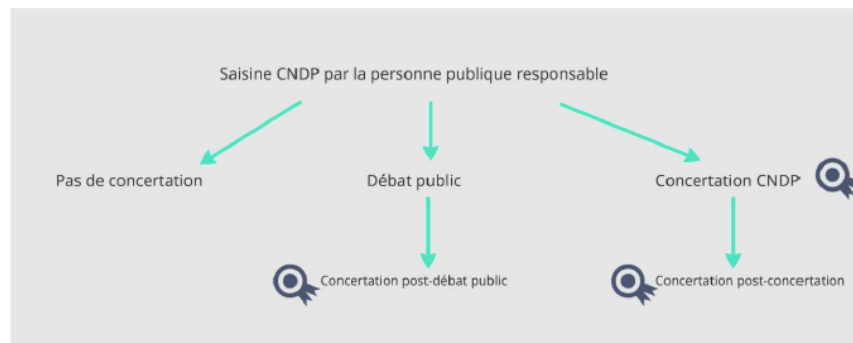 Saisine CNDP par la personne publique responsable
Pas de concertation
Débat public
Concertation CNDP
Concertation post-débat public
Concertation post-concertation